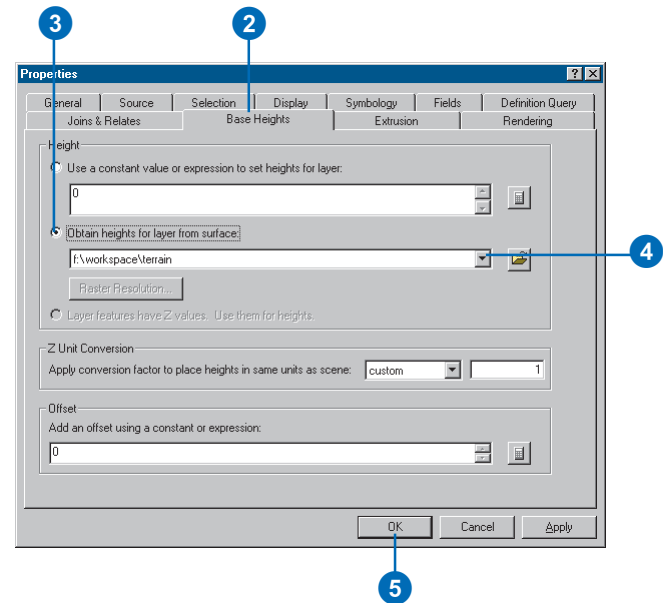 3 2
Properties
General Source Selection Display Symbology Fields Definition Query
Joins & Relates Base Heights Extrusion Rendering
Height
Use a constant value or expression to set heights for layer:
0
Obtain heights for layer from surface:
f:\workspace\terrain
4
Raster Resolution...
Layer features have Z values. Use them for heights.
Z Unit Conversion
Apply conversion factor to place heights in same units as scene: custom 1
Offset
Add an offset using a constant or expression:
0
OK Cancel Apply
5